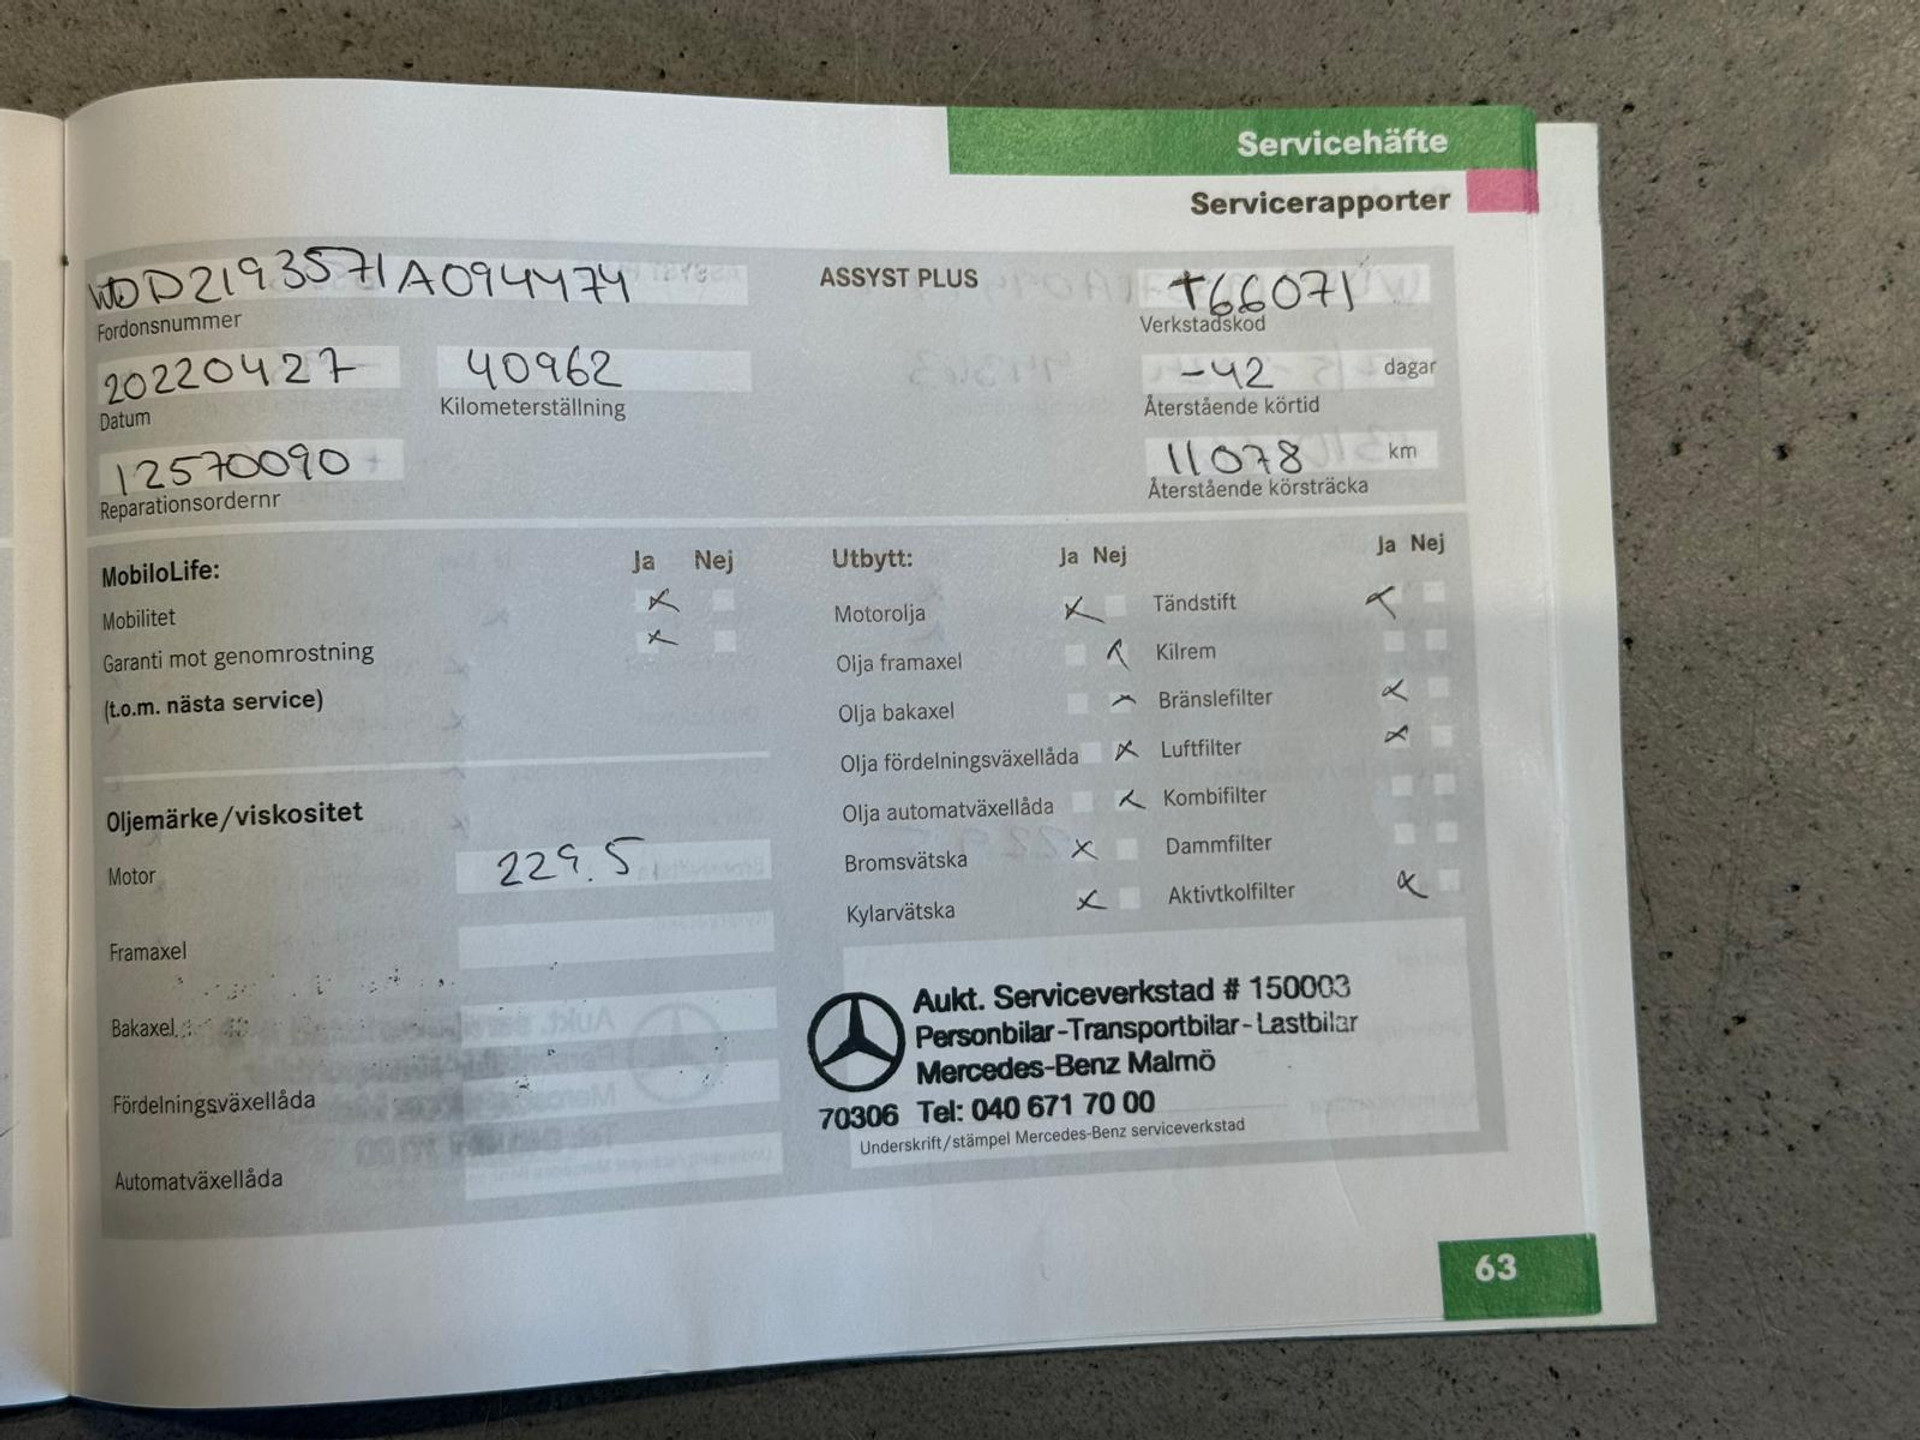 Servicehäfte
Servicerapporter
WDD2193571A094474
Fordonsnummer
ASSYST PLUS
T66071
Verkstadskod
20220427
Datum
40962
Kilometerställning
-42 dagar
Återstående körtid
12570090
Reparationsordernr
11078 km
Återstående körsträcka
MobiloLife: Ja Nej
Mobilitet x
Garanti mot genomrostning x
(t.o.m. nästa service)
Oljemärke/viskositet
Motor 229.5
Framaxel
Bakaxel
Fördelningsväxellåda
Automatväxellåda
Utbytt: Ja Nej
Motorolja x
Olja framaxel x
Olja bakaxel x
Olja fördelningsväxellåda x
Olja automatväxellåda x
Bromsvätska x
Kylarvätska x
Ja Nej
Tändstift x
Kilrem
Bränslefilter x
Luftfilter x
Kombifilter
Dammfilter
Aktivtkolfilter x
Aukt. Serviceverkstad # 150003
Personbilar-Transportbilar-Lastbilar
Mercedes-Benz Malmö
70306 Tel: 040 671 70 00
Underskrift/stämpel Mercedes-Benz serviceverkstad
63